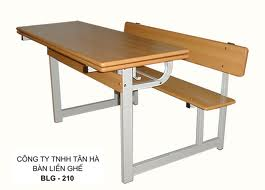 CÔNG TY TNHH TÂN HÀ
BÀN LIỀN GHẾ
BLG - 210